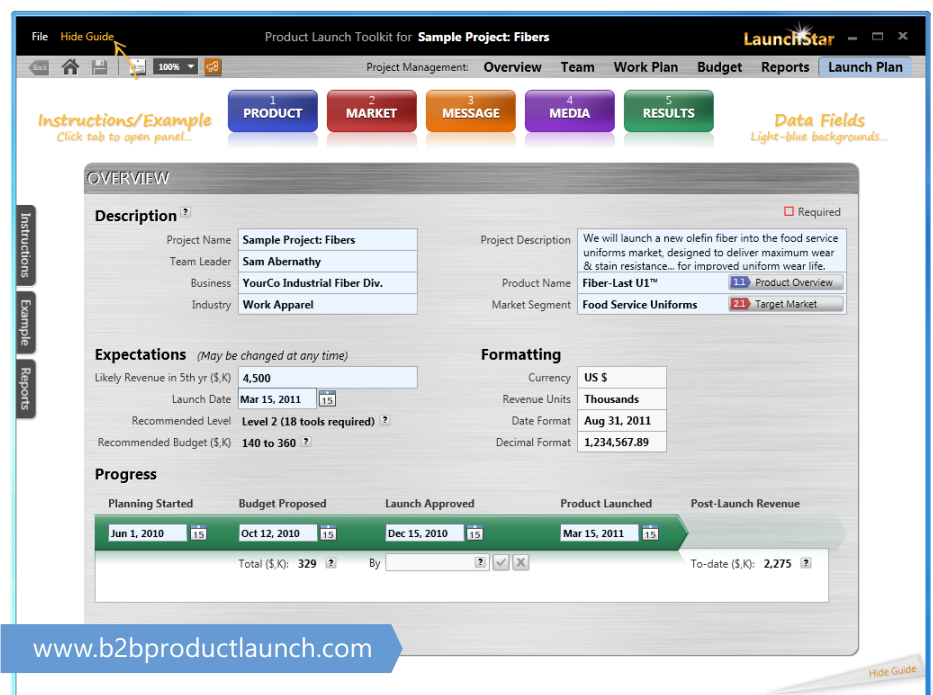 File Hide Guide Product Launch Toolkit for Sample Project: Fibers LaunchStar
Back 100% Project Management: Overview Team Work Plan Budget Reports Launch Plan
Instructions/Example
Click tab to open panel...
1
PRODUCT
2
MARKET
3
MESSAGE
4
MEDIA
5
RESULTS
Data Fields
Light-blue backgrounds...
Instructions
Example
Reports
OVERVIEW
Description ?
Required
Project Name Sample Project: Fibers
Team Leader Sam Abernathy
Business YourCo Industrial Fiber Div.
Industry Work Apparel
Project Description We will launch a new olefin fiber into the food service
uniforms market, designed to deliver maximum wear
& stain resistance... for improved uniform wear life.
Product Name Fiber-Last U1™ 1.1 Product Overview
Market Segment Food Service Uniforms 2.1 Target Market
Expectations (May be changed at any time)
Likely Revenue in 5th yr ($,K) 4,500
Launch Date Mar 15, 2011 15
Recommended Level Level 2 (18 tools required) ?
Recommended Budget ($,K) 140 to 360 ?
Formatting
Currency US $
Revenue Units Thousands
Date Format Aug 31, 2011
Decimal Format 1,234,567.89
Progress
Planning Started Budget Proposed Launch Approved Product Launched Post-Launch Revenue
Jun 1, 2010 15 Oct 12, 2010 15 Dec 15, 2010 15 Mar 15, 2011 15
Total ($,K): 329 ? By ? To-date ($,K): 2,275 ?
www.b2bproductlaunch.com
Hide Guide